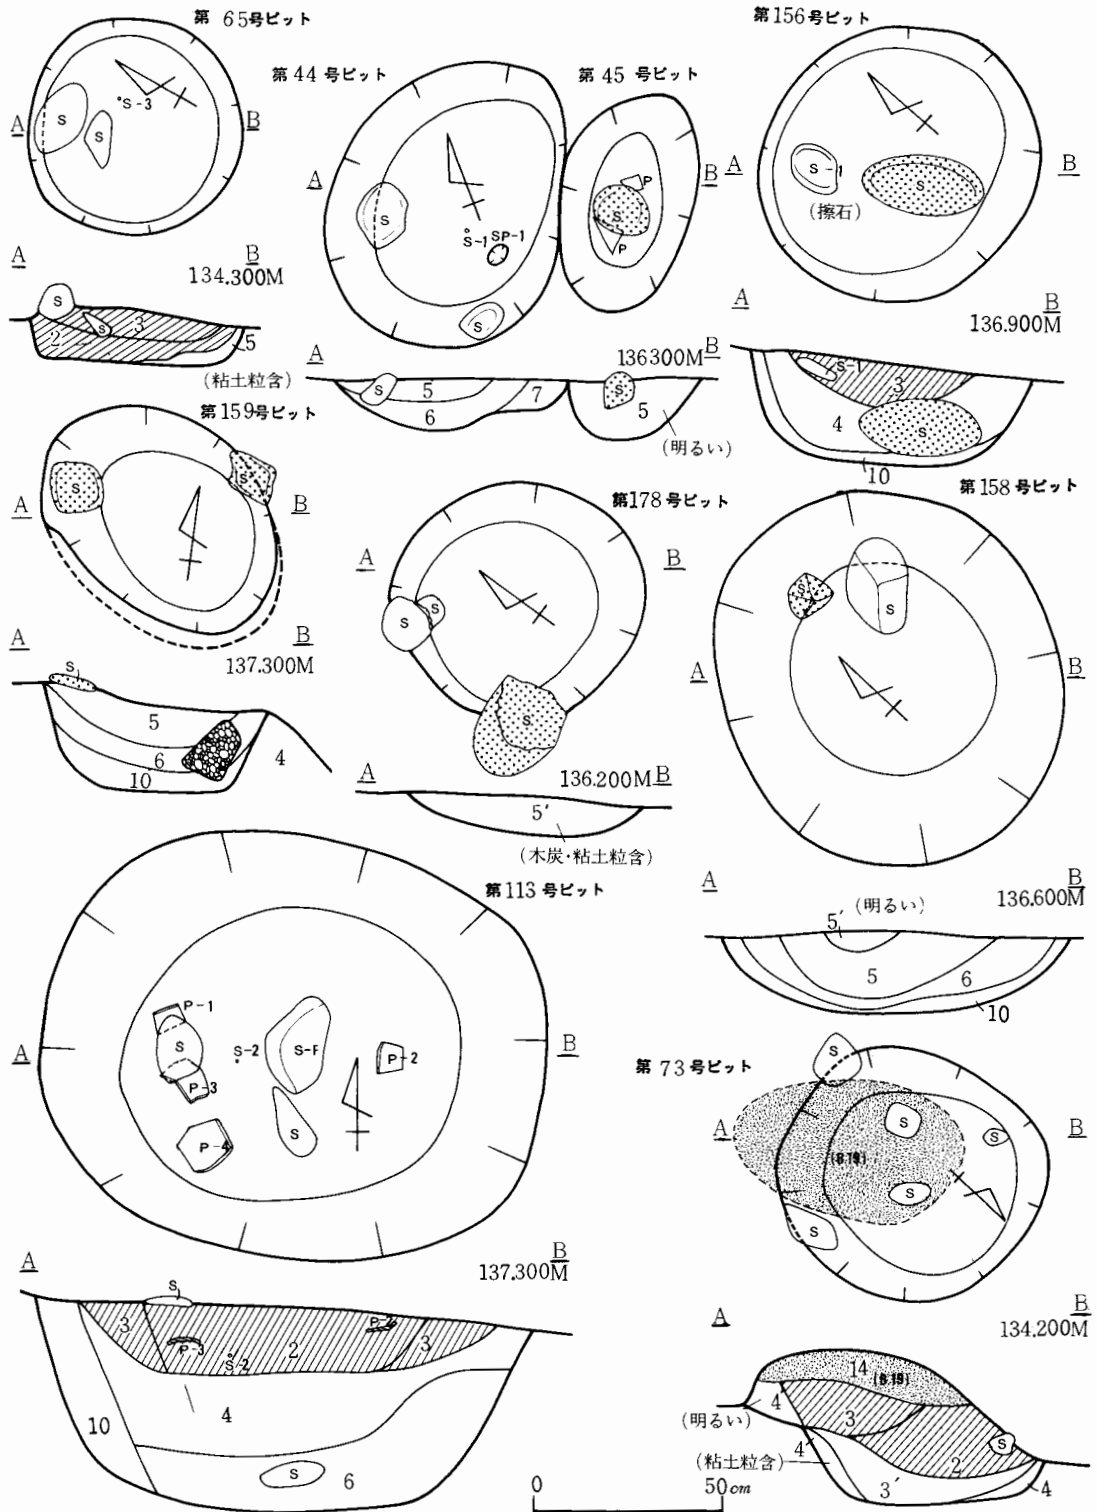 第 65号ピット
S
S
S-3
A
B
A
B
134.300M
S
S
3
2
5
(粘土粒含)
第44号ピット
第45号ピット
A
B
S
S-1
SP-1
S
P
S
P
A
136300M B
S
5
6
7
S
5
(明るい)
第156号ピット
A
B
S-1
(擦石)
S
A
B
136.900M
S-1
3
4
S
10
第159号ピット
A
B
S
S
A
B
137.300M
S
5
6
10
4
第178号ピット
A
B
S
S
S
A
136.200M B
5′
(木炭・粘土粒含)
第158号ピット
S
S
A
B
A
B
136.600M
5′
(明るい)
5
6
10
第113号ピット
A
B
P-1
S
P-3
P-4
S-2
S-F
S
P-2
A
B
137.300M
S
3
P-3
S-2
2
P-2
3
4
10
S
6
第73号ピット
A
B
S
S
S
(B19)
S
S
A
B
134.200M
14
(B19)
4
(明るい)
3
S
2
4′
(粘土粒含)
3′
4
0
50cm